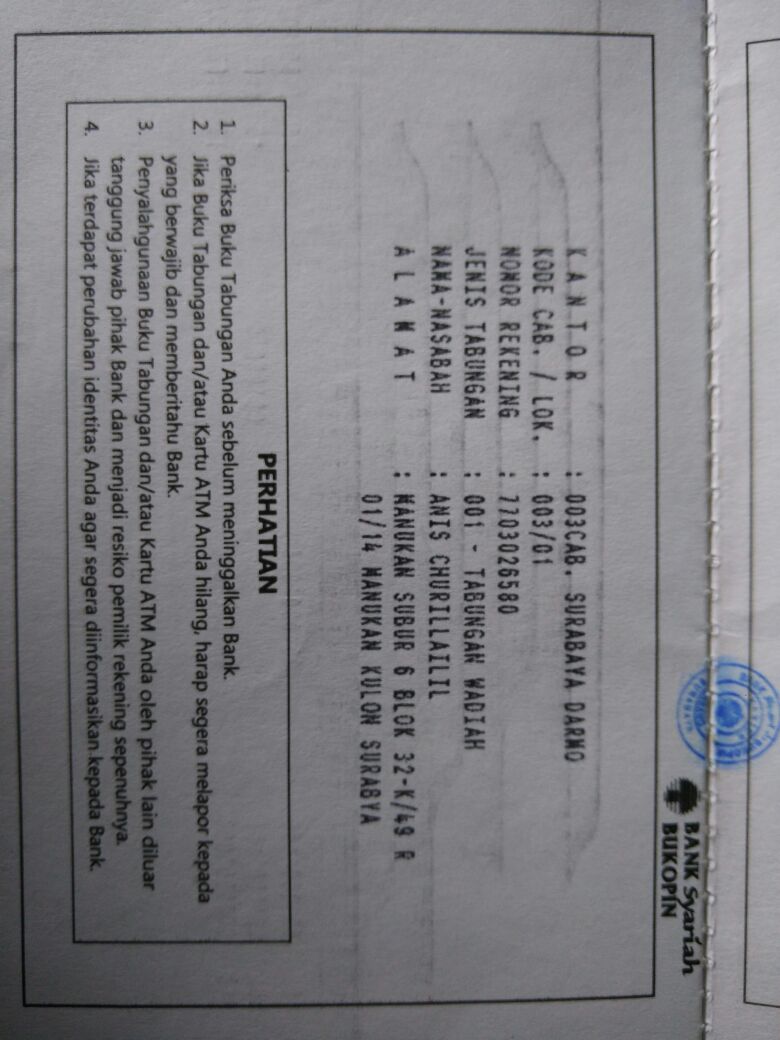 BANK Syariah
BUKOPIN
K A N T O R : 003CAB. SURABAYA DARMO
KODE CAB. / LOK. : 003/01
NOMOR REKENING : 7703026580
JENIS TABUNGAN : 001 - TABUNGAN WADIAH
NAMA-NASABAH : ANIS CHURILLAILIL
A L A M A T : MANUKAN SUBUR 6 BLOK 32-K/49 R
01/14 MANUKAN KULON SURABYA
PERHATIAN
1. Periksa Buku Tabungan Anda sebelum meninggalkan Bank.
2. Jika Buku Tabungan dan/atau Kartu ATM Anda hilang, harap segera melapor kepada
yang berwajib dan memberitahu Bank.
3. Penyalahgunaan Buku Tabungan dan/atau Kartu ATM Anda oleh pihak lain diluar
tanggung jawab pihak Bank dan menjadi resiko pemilik rekening sepenuhnya.
4. Jika terdapat perubahan identitas Anda agar segera diinformasikan kepada Bank.